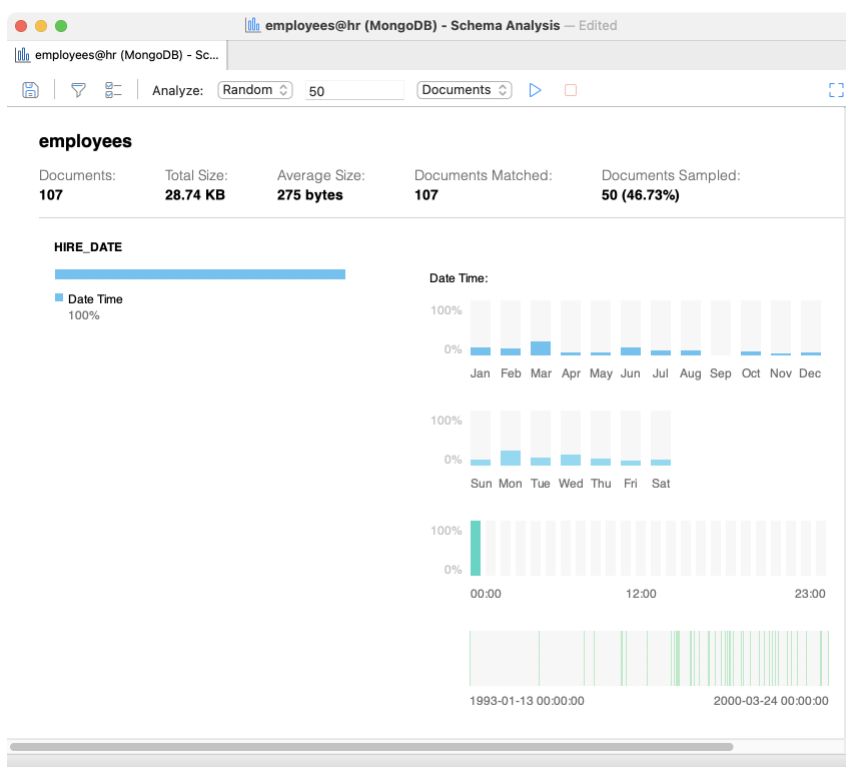 employees@hr (MongoDB) - Schema Analysis — Edited
employees@hr (MongoDB) - Sc...
Analyze: Random 50 Documents
employees
Documents: Total Size: Average Size: Documents Matched: Documents Sampled:
107 28.74 KB 275 bytes 107 50 (46.73%)
HIRE_DATE
Date Time
100%
Date Time:
100%
0%
Jan Feb Mar Apr May Jun Jul Aug Sep Oct Nov Dec
100%
0%
Sun Mon Tue Wed Thu Fri Sat
100%
0%
00:00 12:00 23:00
1993-01-13 00:00:00 2000-03-24 00:00:00